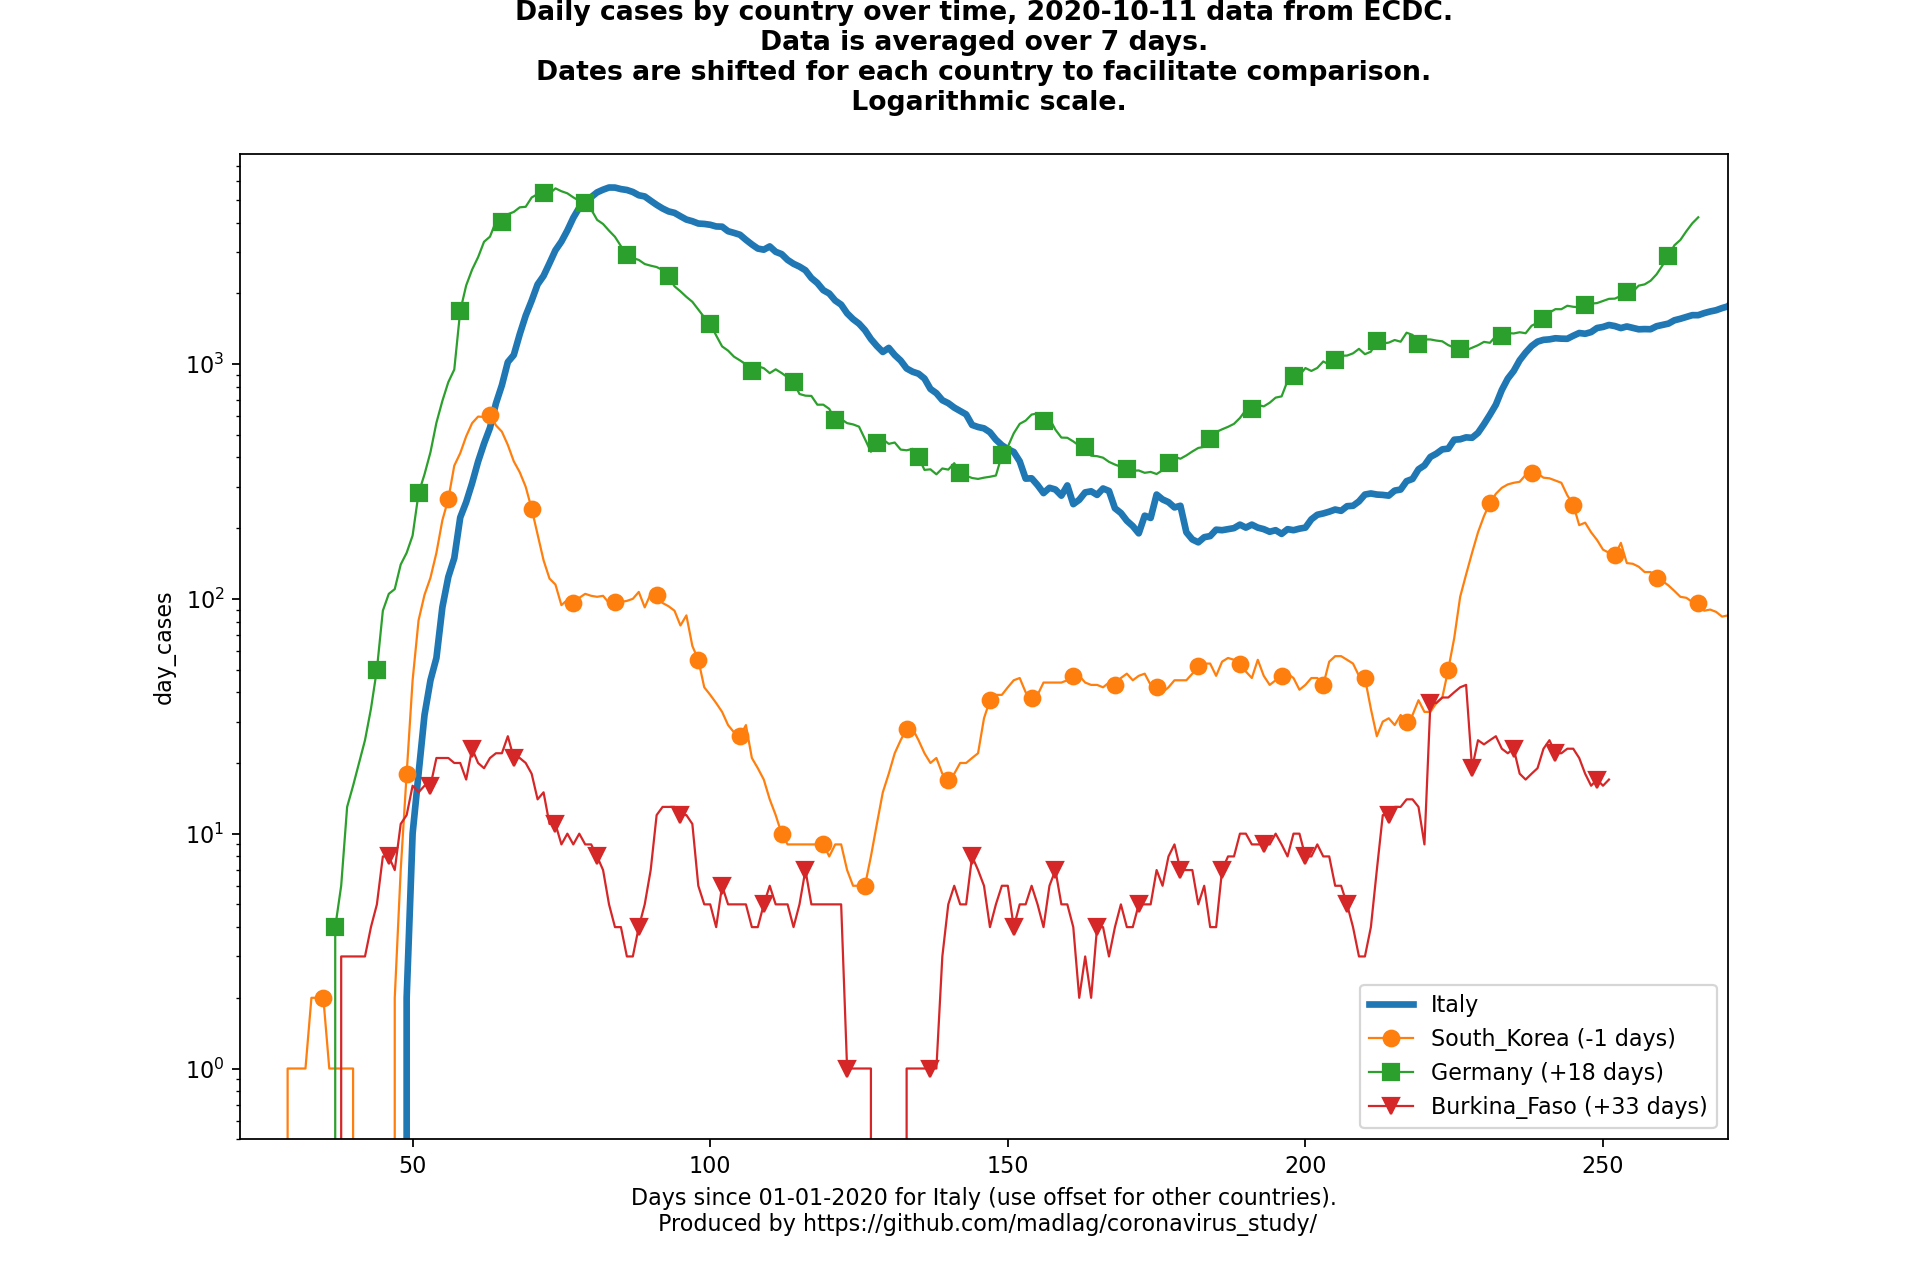 Daily cases by country over time, 2020-10-11 data from ECDC.
Data is averaged over 7 days.
Dates are shifted for each country to facilitate comparison.
Logarithmic scale.
10³
10²
10¹
10⁰
day_cases
50 100 150 200 250
Italy
South_Korea (-1 days)
Germany (+18 days)
Burkina_Faso (+33 days)
Days since 01-01-2020 for Italy (use offset for other countries).
Produced by https://github.com/madlag/coronavirus_study/